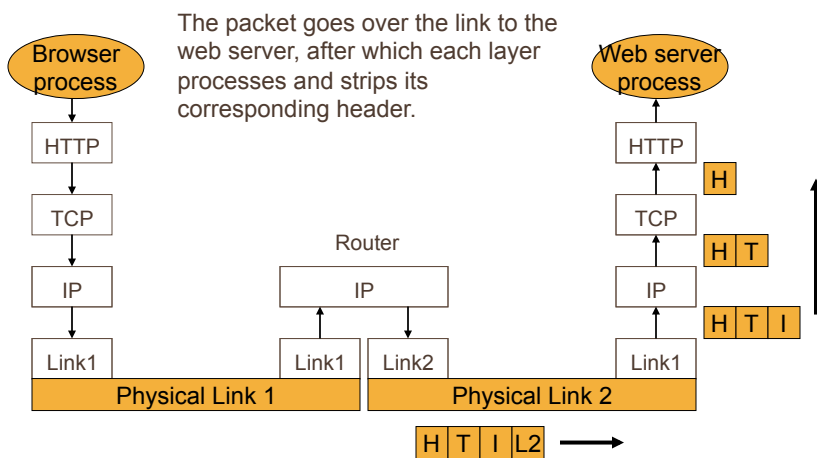 The packet goes over the link to the
web server, after which each layer
processes and strips its
corresponding header.
Browser
process
Web server
process
HTTP
HTTP
H
TCP
TCP
Router
H T
IP
IP
IP
H T I
Link1
Link1
Link2
Link1
Physical Link 1
Physical Link 2
H T I L2